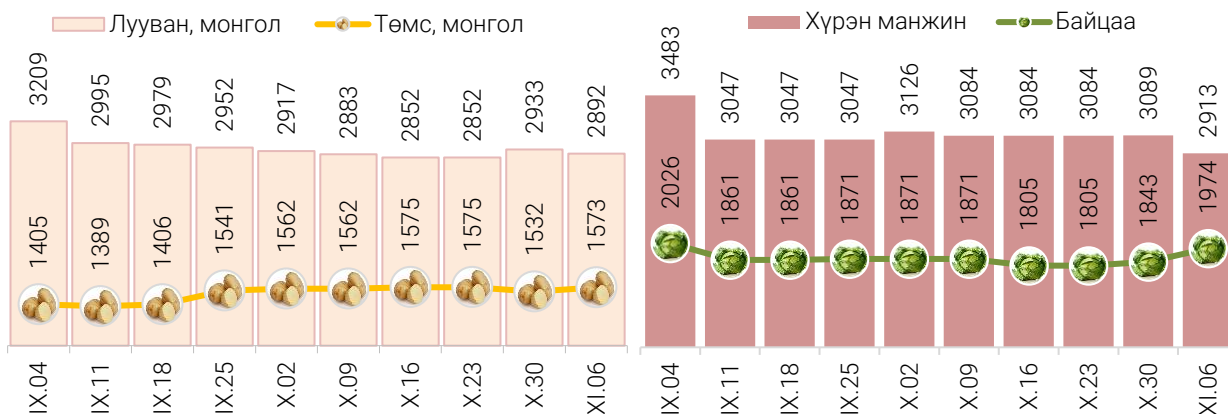 Лууван, монгол Төмс, монгол
3209 2995 2979 2952 2917 2883 2852 2852 2933 2892
1405 1389 1406 1541 1562 1562 1575 1575 1532 1573
IX.04 IX.11 IX.18 IX.25 X.02 X.09 X.16 X.23 X.30 XI.06
Хүрэн манжин Байцаа
3483 3047 3047 3047 3126 3084 3084 3084 3089 2913
2026 1861 1861 1871 1871 1871 1805 1805 1843 1974
IX.04 IX.11 IX.18 IX.25 X.02 X.09 X.16 X.23 X.30 XI.06